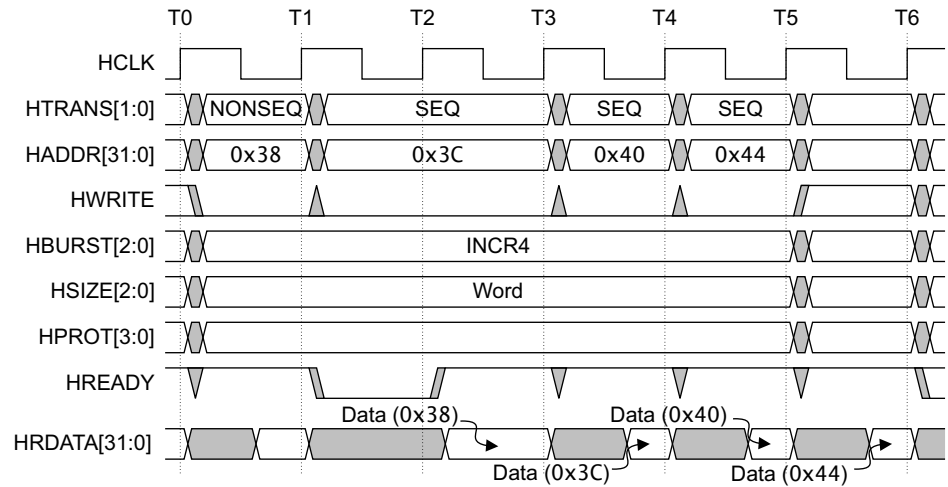 T0 T1 T2 T3 T4 T5 T6
HCLK
HTRANS[1:0] NONSEQ SEQ SEQ SEQ
HADDR[31:0] 0x38 0x3C 0x40 0x44
HWRITE
HBURST[2:0] INCR4
HSIZE[2:0] Word
HPROT[3:0]
HREADY
Data (0x38) Data (0x40)
HRDATA[31:0]
Data (0x3C) Data (0x44)